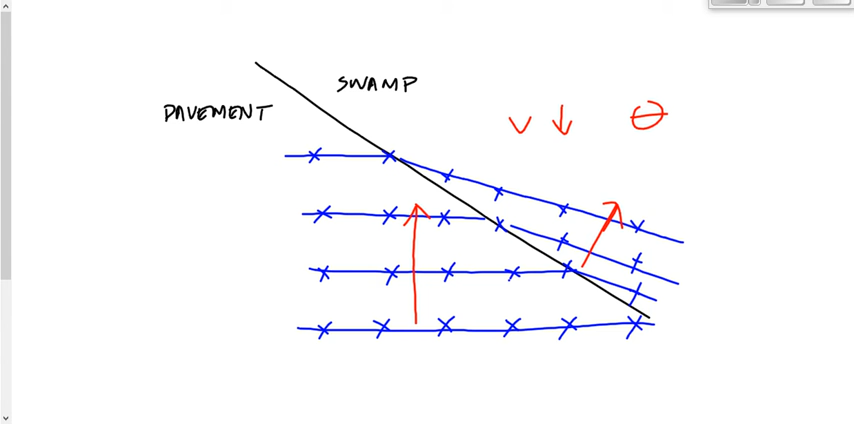 SWAMP
PAVEMENT
V ↓ θ